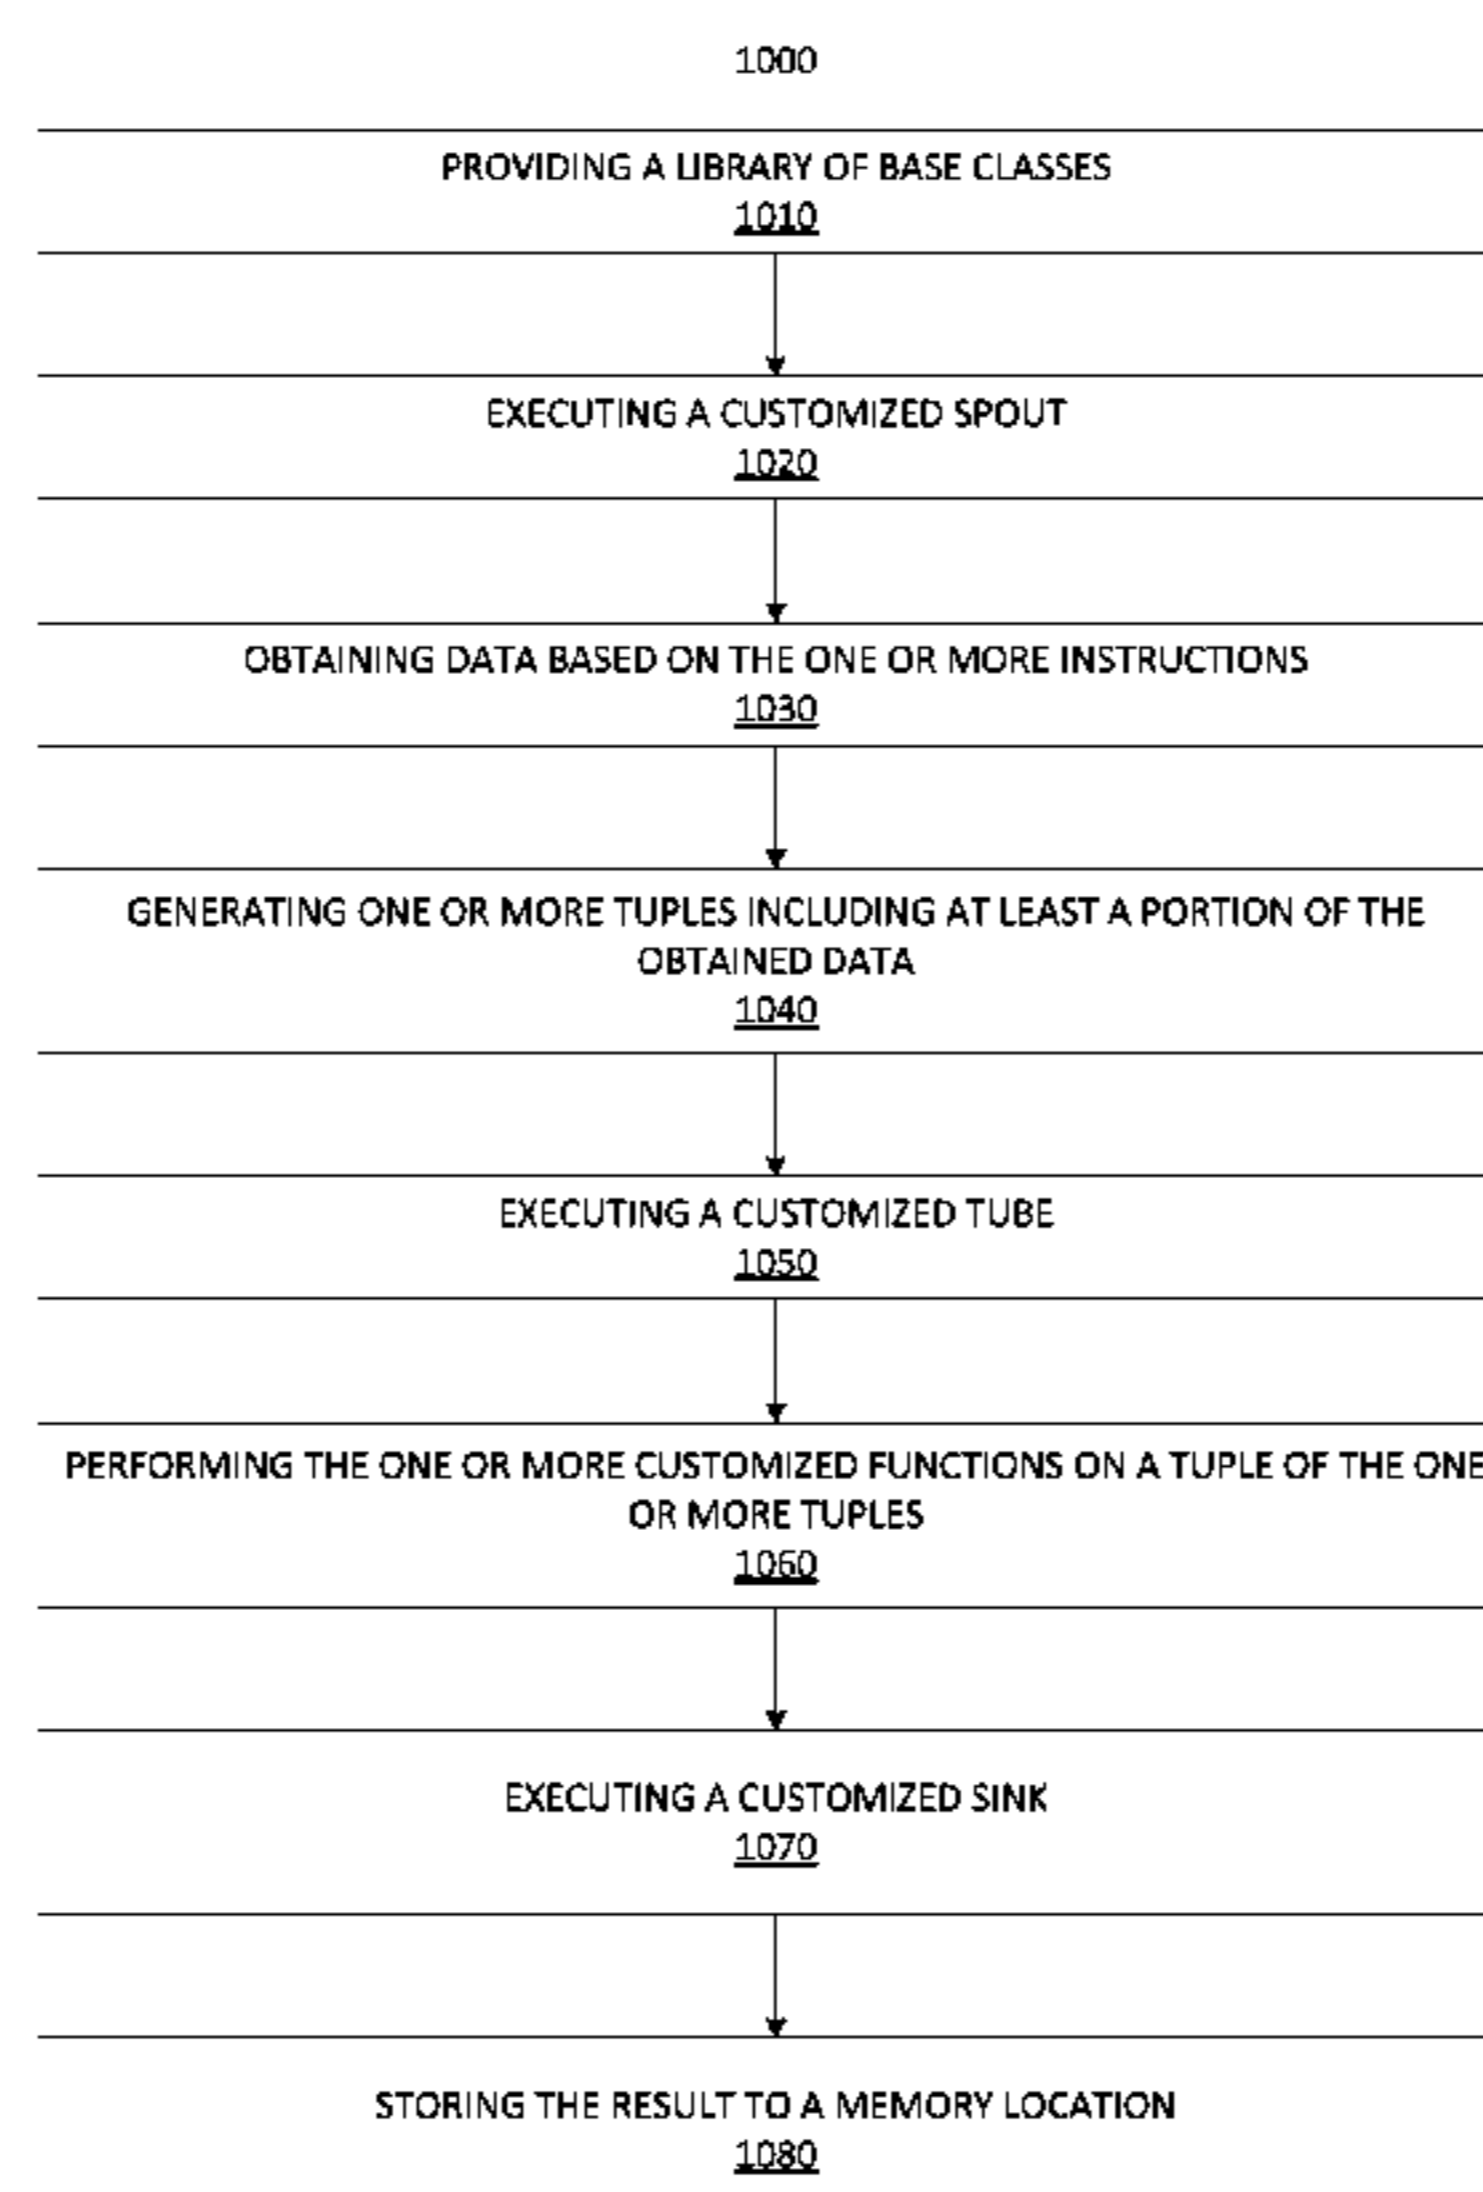 1000
PROVIDING A LIBRARY OF BASE CLASSES
1010
EXECUTING A CUSTOMIZED SPOUT
1020
OBTAINING DATA BASED ON THE ONE OR MORE INSTRUCTIONS
1030
GENERATING ONE OR MORE TUPLES INCLUDING AT LEAST A PORTION OF THE
OBTAINED DATA
1040
EXECUTING A CUSTOMIZED TUBE
1050
PERFORMING THE ONE OR MORE CUSTOMIZED FUNCTIONS ON A TUPLE OF THE ONE
OR MORE TUPLES
1060
EXECUTING A CUSTOMIZED SINK
1070
STORING THE RESULT TO A MEMORY LOCATION
1080